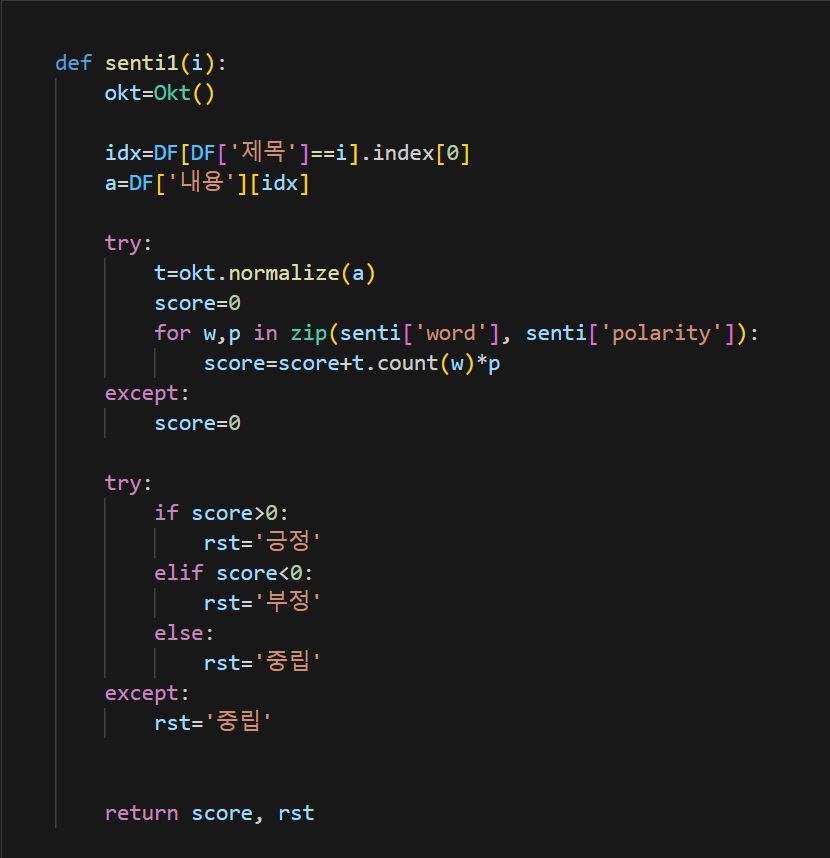 def senti1(i):
    okt=Okt()
    idx=DF[DF['제목']==i].index[0]
    a=DF['내용'][idx]
    try:
        t=okt.normalize(a)
        score=0
        for w,p in zip(senti['word'], senti['polarity']):
            score=score+t.count(w)*p
    except:
        score=0
    try:
        if score>0:
            rst='긍정'
        elif score<0:
            rst='부정'
        else:
            rst='중립'
    except:
        rst='중립'
    return score, rst